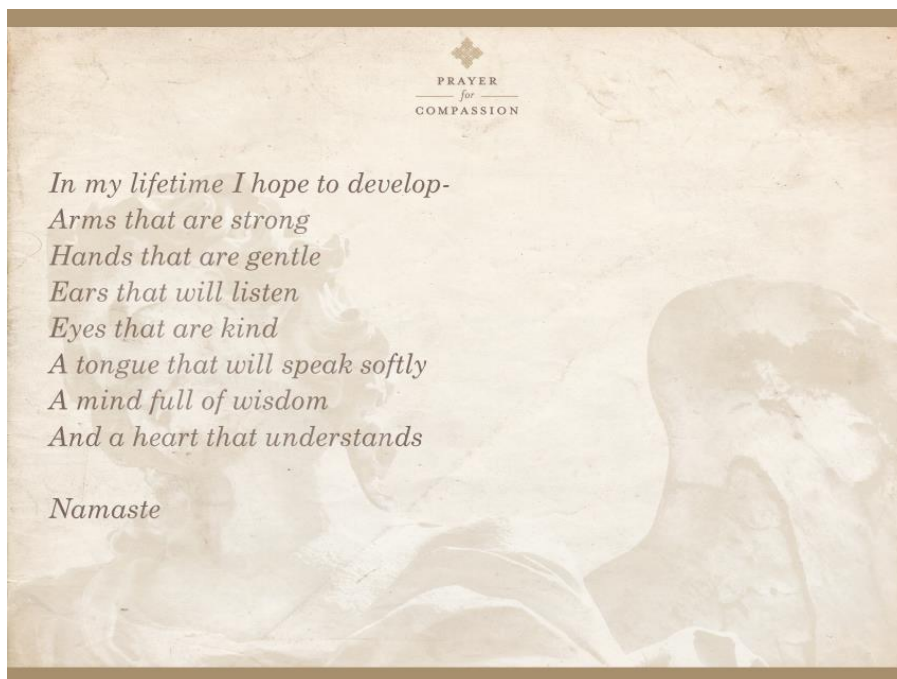 PRAYER
for
COMPASSION
In my lifetime I hope to develop-
Arms that are strong
Hands that are gentle
Ears that will listen
Eyes that are kind
A tongue that will speak softly
A mind full of wisdom
And a heart that understands
Namaste